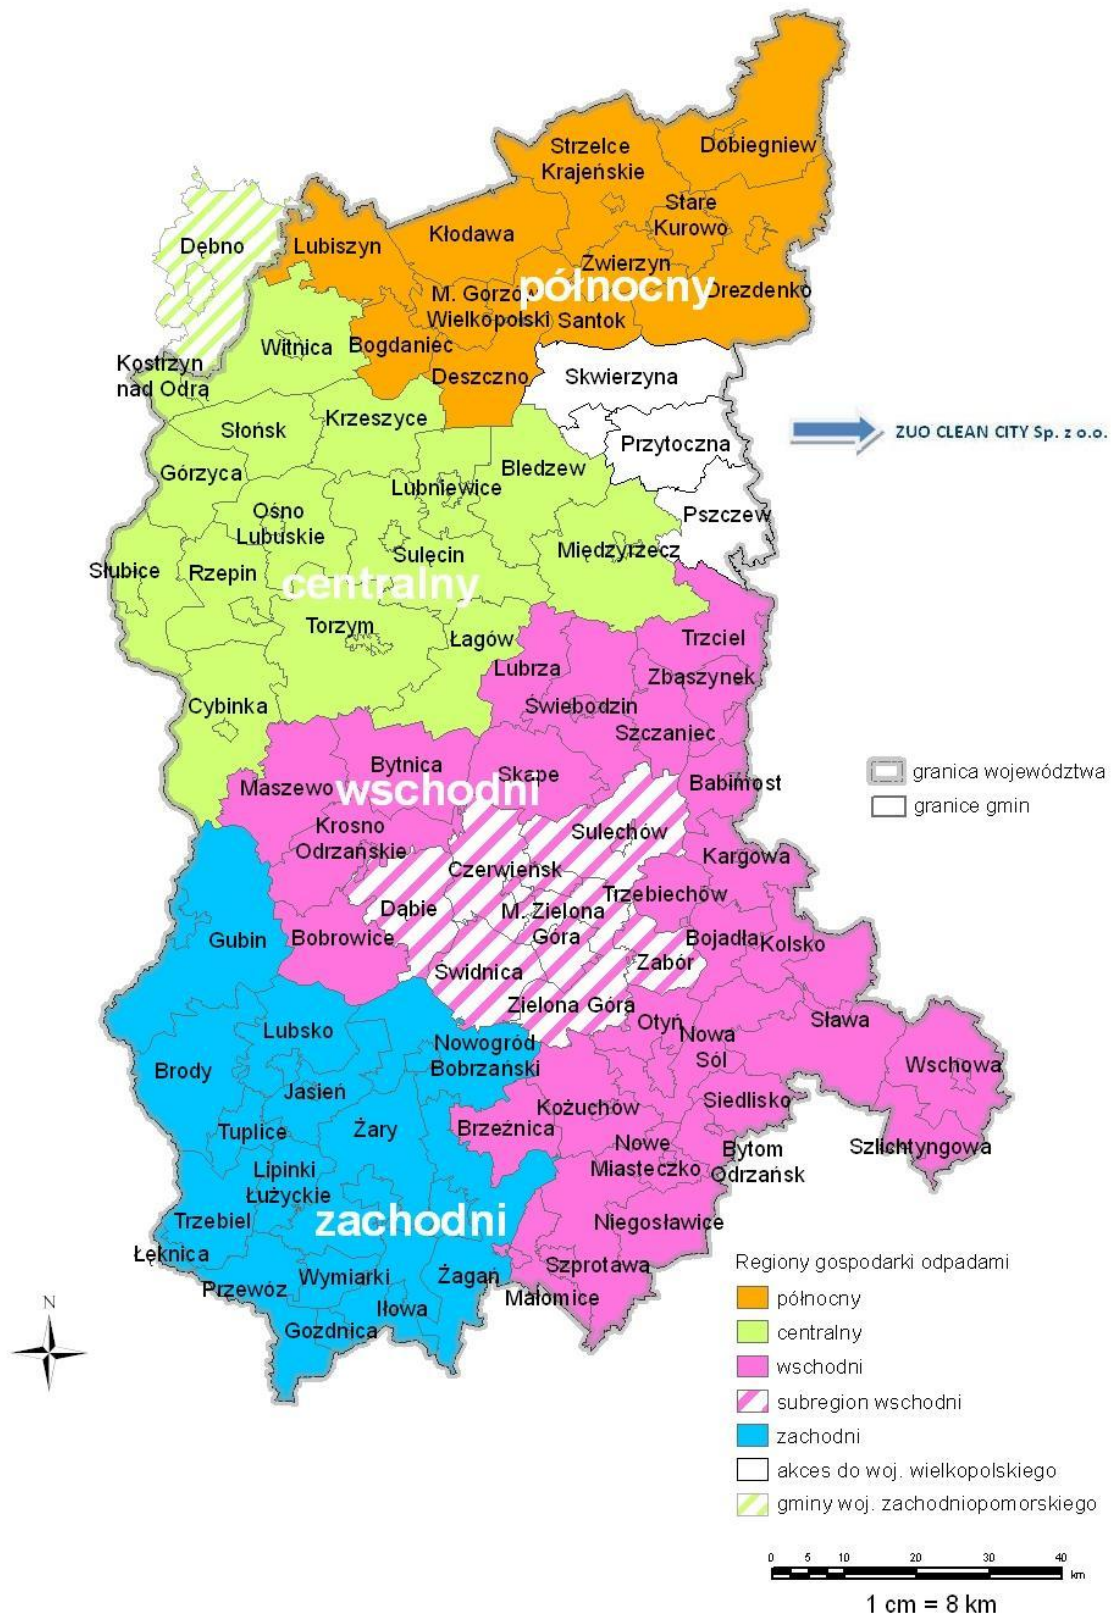 Dobiegniew
Strzelce
Krajeńskie
Stare
Kurowo
Kłodawa
Lubiszyn
Dębno
Zwierzyn
północny
Drezdenko
M. Gorzów
Wielkopolski
Santok
Witnica
Bogdaniec
Kostrzyn
nad Odrą
Deszczno
Skwierzyna
Krzeszyce
Słońsk
Przytoczna
ZUO CLEAN CITY Sp. z o.o.
Górzyca
Bledzew
Lubniewice
Ośno
Lubuskie
Pszczew
Sulęcin
Międzyrzecz
Słubice
Rzepin
centralny
Torzym
Łagów
Trzciel
Lubrza
Zbąszynek
Cybinka
Świebodzin
Szczaniec
Bytnica
Skąpe
Maszewo
wschodni
Babimost
granica województwa
granice gmin
Krosno
Odrzańskie
Sulechów
Kargowa
Czerwieńsk
Trzebiechów
Dąbie
M. Zielona
Góra
Gubin
Bobrowice
Bojadła
Kolsko
Świdnica
Zabór
Zielona Góra
Otyń
Nowa
Sól
Sława
Lubsko
Nowogród
Bobrzański
Wschowa
Brody
Jasień
Kożuchów
Siedlisko
Tuplice
Żary
Brzeźnica
Nowe
Miasteczko
Bytom
Odrzańsk
Szlichtyngowa
Lipinki
Łużyckie
Trzebiel
zachodni
Niegosławice
Łęknica
Przewóz
Wymiarki
Żagań
Szprotawa
Małomice
Iłowa
Gozdnica
N
Regiony gospodarki odpadami
północny
centralny
wschodni
subregion wschodni
zachodni
akces do woj. wielkopolskiego
gminy woj. zachodniopomorskiego
0 5 10 20 30 40
km
1 cm = 8 km